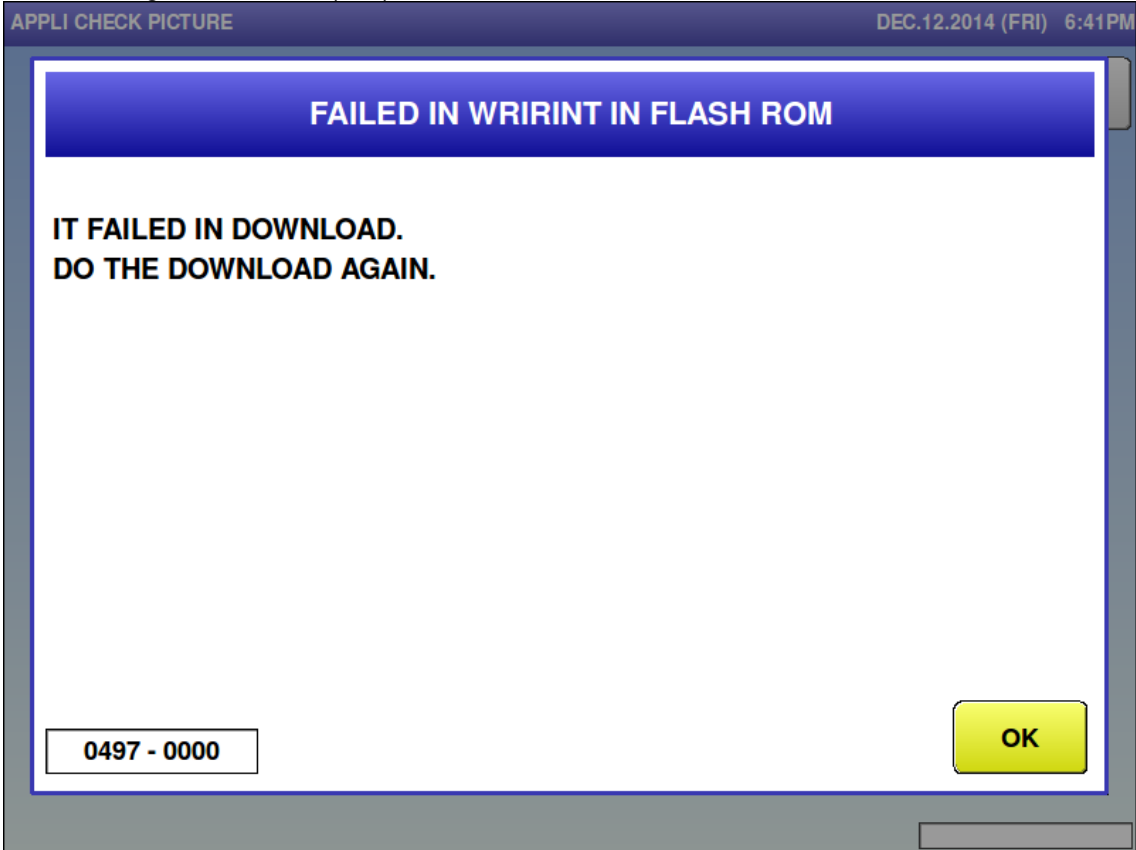 APPLI CHECK PICTURE DEC.12.2014 (FRI) 6:41PM
FAILED IN WRIRINT IN FLASH ROM
IT FAILED IN DOWNLOAD.
DO THE DOWNLOAD AGAIN.
0497 - 0000
OK